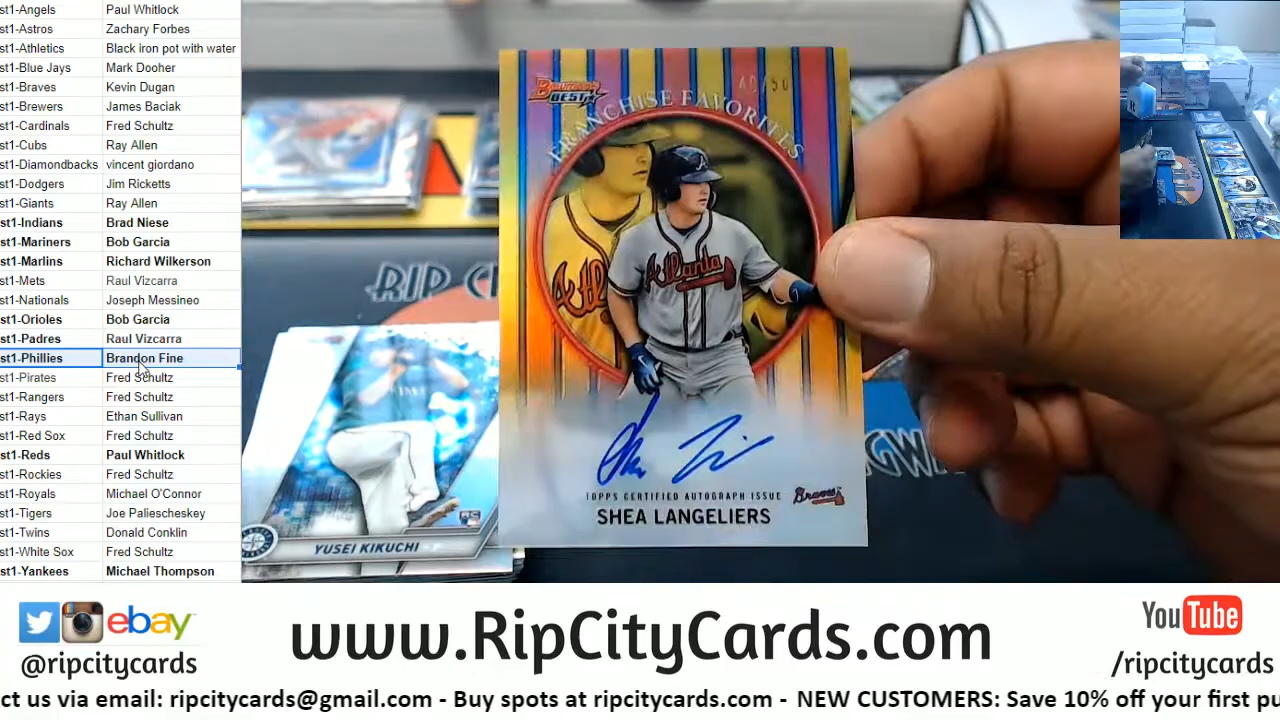 st1-Angels Paul Whitlock
st1-Astros Zachary Forbes
st1-Athletics Black iron pot with water
st1-Blue Jays Mark Dooher
st1-Braves Kevin Dugan
st1-Brewers James Baciak
st1-Cardinals Fred Schultz
st1-Cubs Ray Allen
st1-Diamondbacks vincent giordano
st1-Dodgers Jim Ricketts
st1-Giants Ray Allen
st1-Indians Brad Niese
st1-Mariners Bob Garcia
st1-Marlins Richard Wilkerson
st1-Mets Raul Vizcarra
st1-Nationals Joseph Messineo
st1-Orioles Bob Garcia
st1-Padres Raul Vizcarra
st1-Phillies Brandon Fine
st1-Pirates Fred Schultz
st1-Rangers Fred Schultz
st1-Rays Ethan Sullivan
st1-Red Sox Fred Schultz
st1-Reds Paul Whitlock
st1-Rockies Fred Schultz
st1-Royals Michael O'Connor
st1-Tigers Joe Paliescheskey
st1-Twins Donald Conklin
st1-White Sox Fred Schultz
st1-Yankees Michael Thompson
BOWMAN'S
BEST
/50
FRANCHISE FAVORITES
Atlanta
TOPPS CERTIFIED AUTOGRAPH ISSUE
Braves
SHEA LANGELIERS
RIP C
YUSEI KIKUCHI
RC
ebay
@ripcitycards
www.RipCityCards.com
YouTube
/ripcitycards
ct us via email: ripcitycards@gmail.com - Buy spots at ripcitycards.com - NEW CUSTOMERS: Save 10% off your first pu